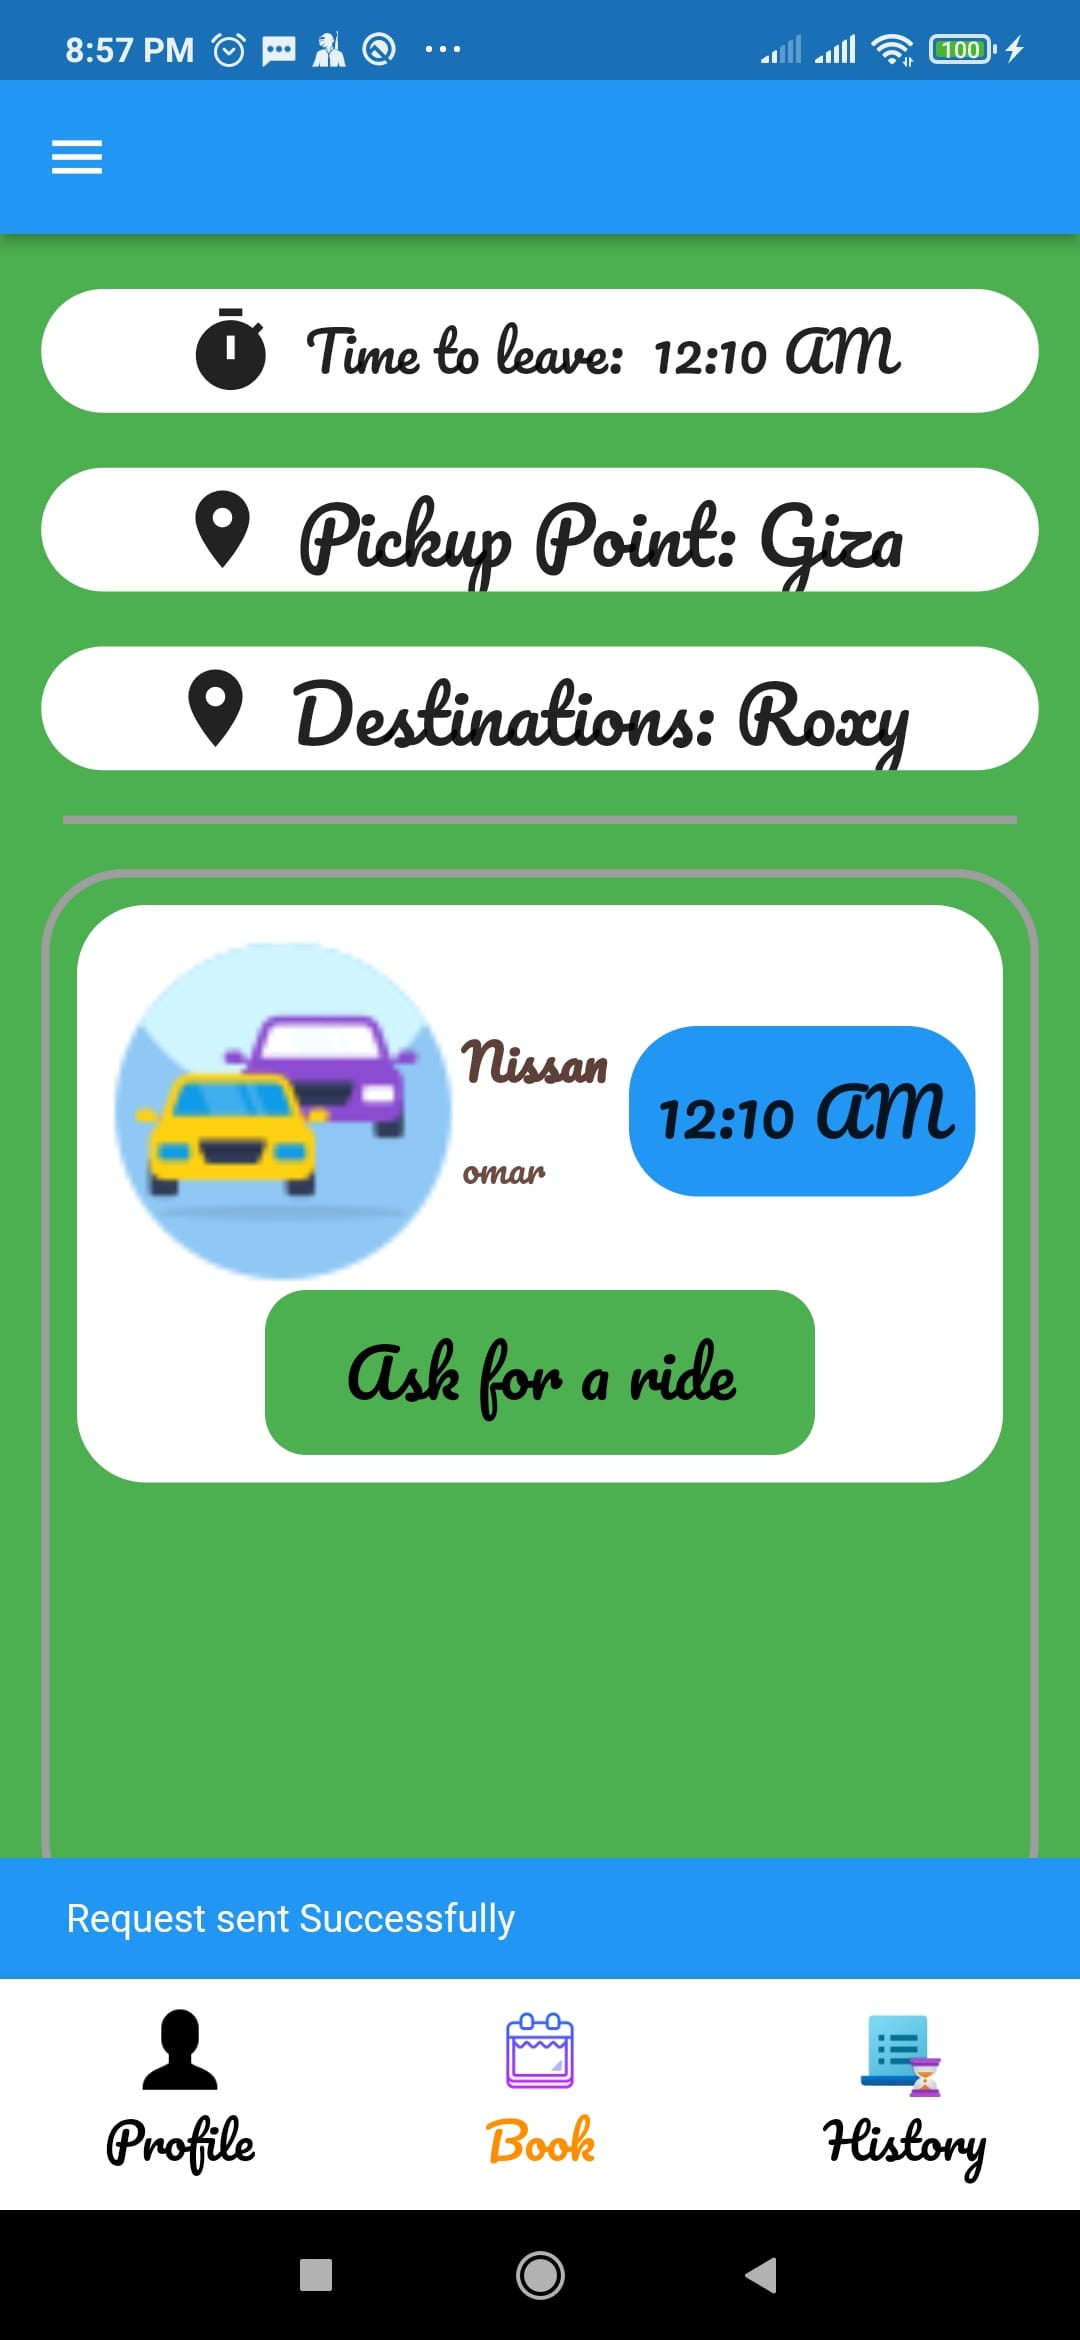 8:57 PM
100
Time to leave: 12:10 AM
Pickup Point: Giza
Destinations: Roxy
Nissan
12:10 AM
omar
Ask for a ride
Request sent Successfully
Profile
Book
History